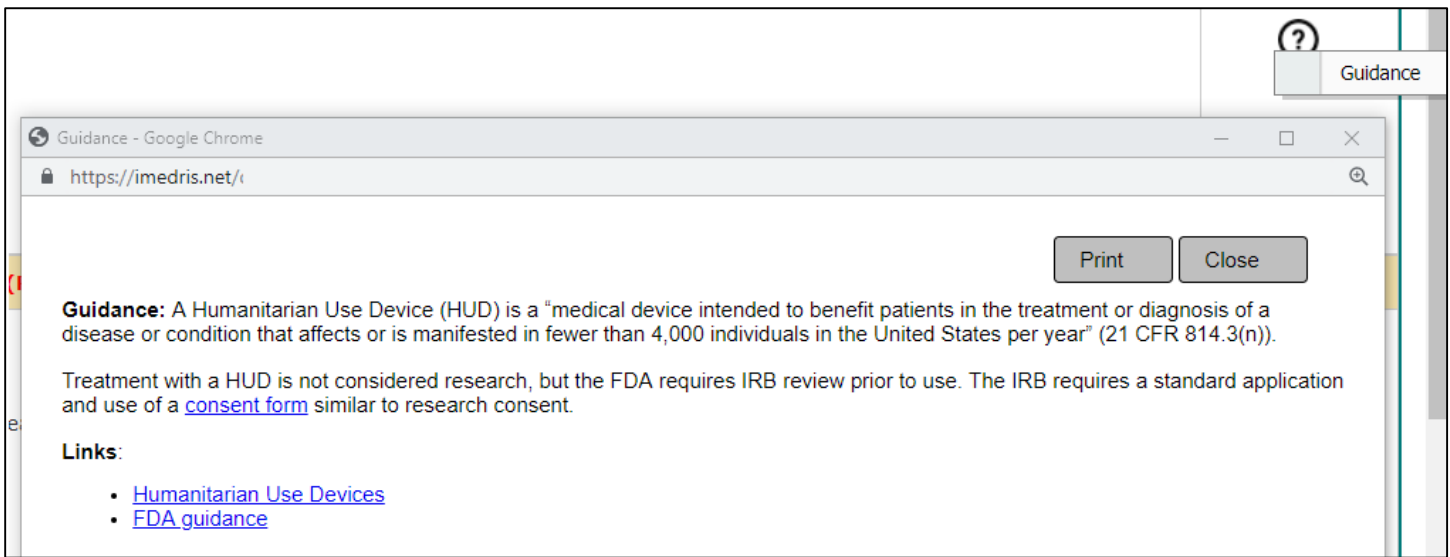 ?
Guidance
Guidance - Google Chrome
https://imedris.net/
Print
Close
Guidance: A Humanitarian Use Device (HUD) is a “medical device intended to benefit patients in the treatment or diagnosis of a
disease or condition that affects or is manifested in fewer than 4,000 individuals in the United States per year” (21 CFR 814.3(n)).
Treatment with a HUD is not considered research, but the FDA requires IRB review prior to use. The IRB requires a standard application
and use of a consent form similar to research consent.
Links:
• Humanitarian Use Devices
• FDA guidance